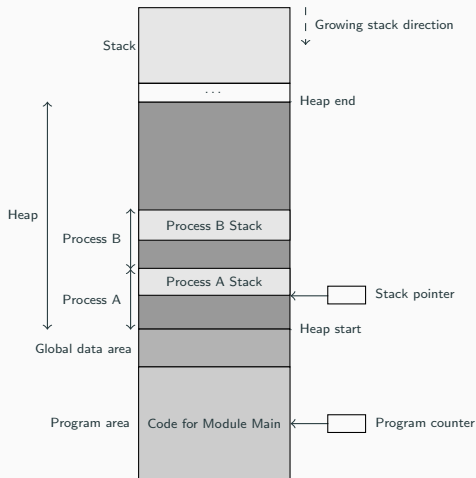 Growing stack direction
Stack
...
Heap end
Heap
Process B Stack
Process B
Process A Stack
Process A
Stack pointer
Heap start
Global data area
Program area
Code for Module Main
Program counter